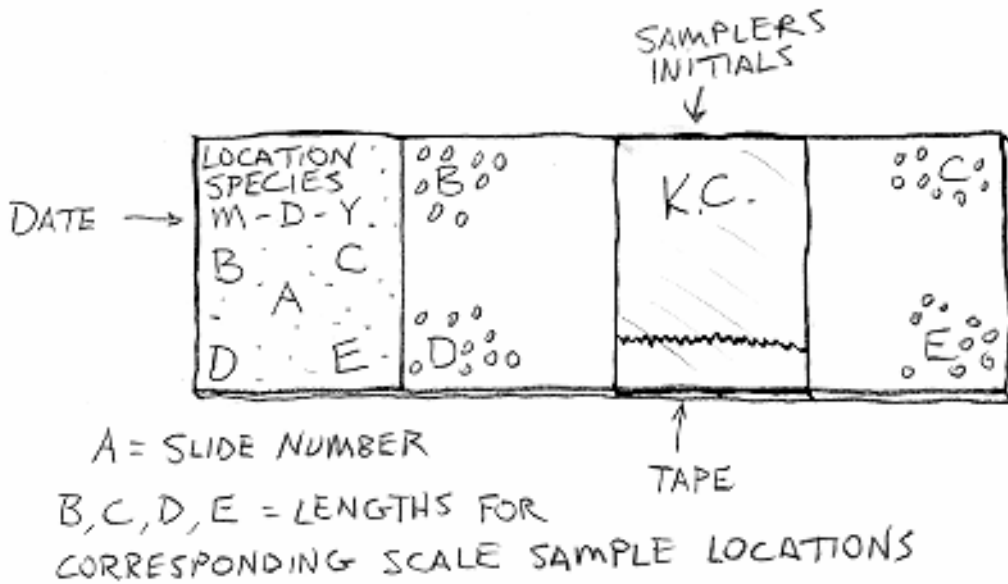 SAMPLERS
INITIALS
LOCATION
SPECIES
DATE
M-D-Y
B C
A
D E
B
D
K.C.
C
E
TAPE
A = SLIDE NUMBER
B, C, D, E = LENGTHS FOR
CORRESPONDING SCALE SAMPLE LOCATIONS